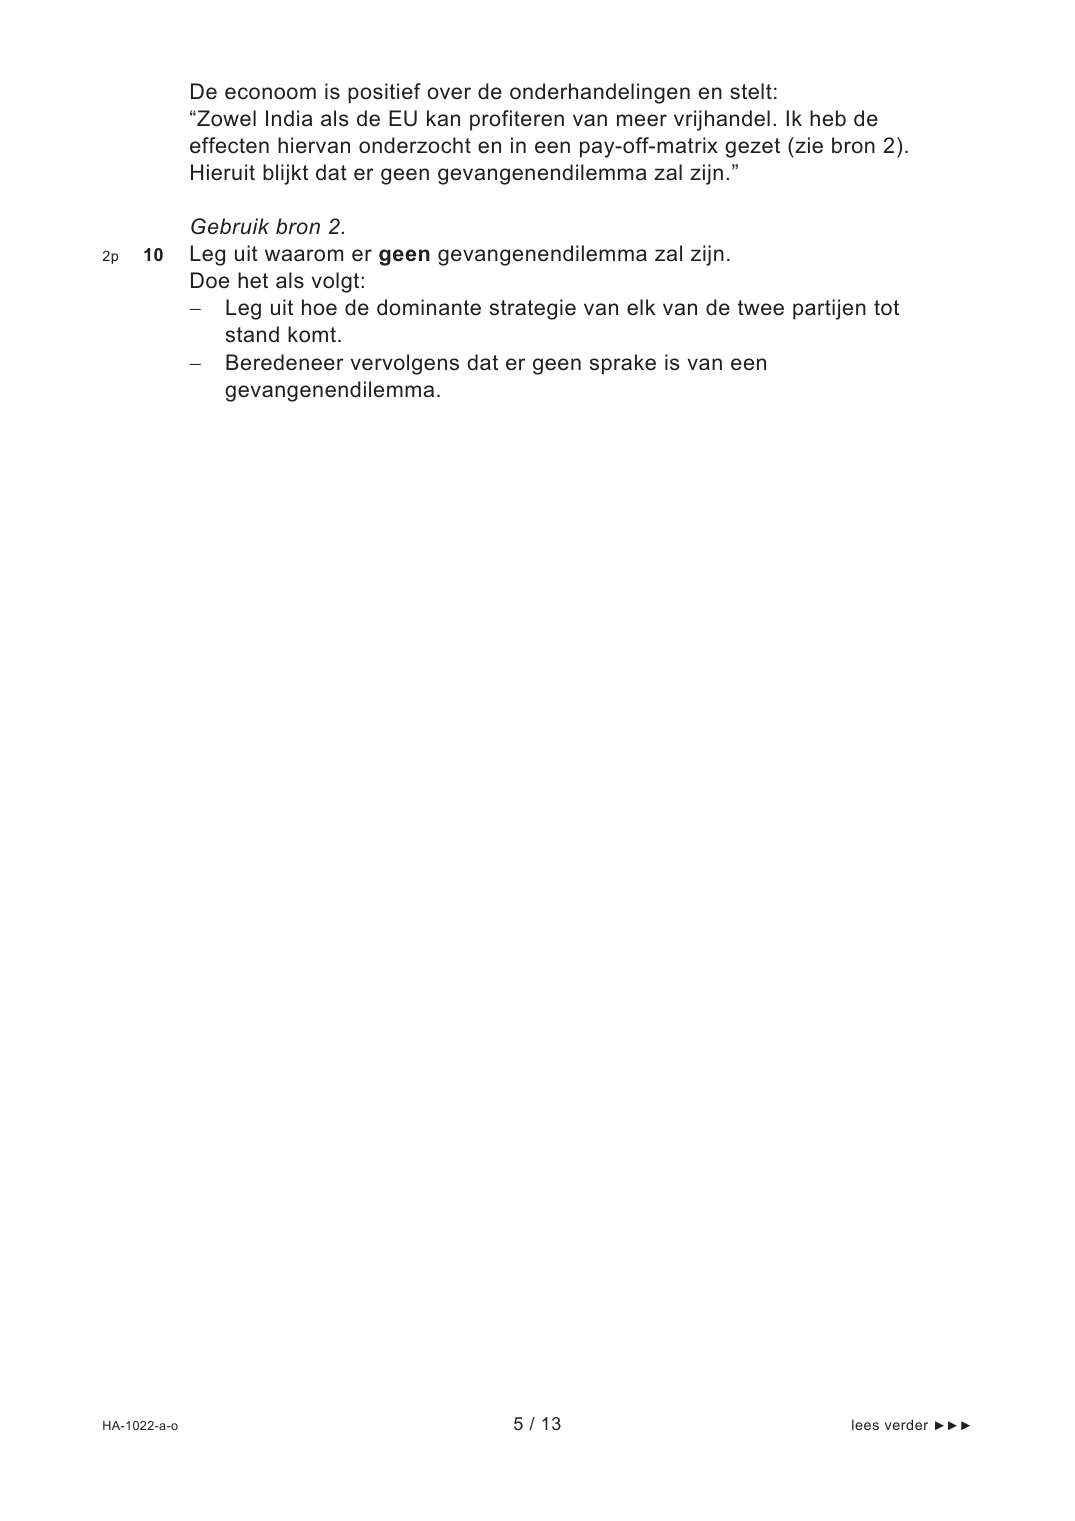 De econoom is positief over de onderhandelingen en stelt:
“Zowel India als de EU kan profiteren van meer vrijhandel. Ik heb de
effecten hiervan onderzocht en in een pay-off-matrix gezet (zie bron 2).
Hieruit blijkt dat er geen gevangenendilemma zal zijn.”
Gebruik bron 2.
2p 10 Leg uit waarom er geen gevangenendilemma zal zijn.
Doe het als volgt:
− Leg uit hoe de dominante strategie van elk van de twee partijen tot
stand komt.
− Beredeneer vervolgens dat er geen sprake is van een
gevangenendilemma.
HA-1022-a-o 5 / 13 lees verder ►►►